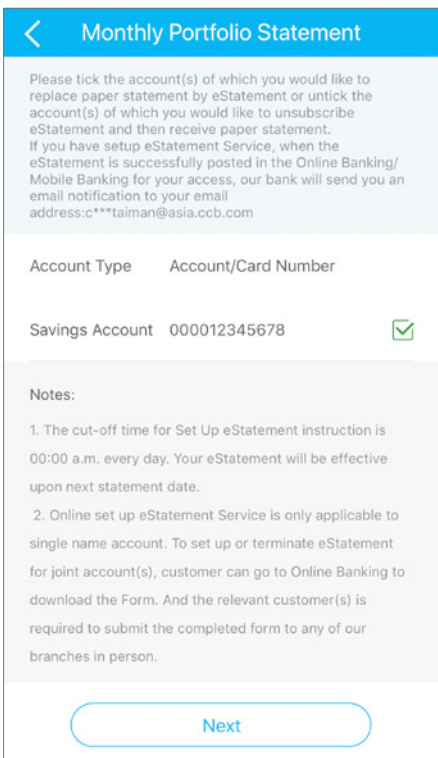 Monthly Portfolio Statement
Please tick the account(s) of which you would like to
replace paper statement by eStatement or untick the
account(s) of which you would like to unsubscribe
eStatement and then receive paper statement.
If you have setup eStatement Service, when the
eStatement is successfully posted in the Online Banking/
Mobile Banking for your access, our bank will send you an
email notification to your email
address:c***taiman@asia.ccb.com
Account Type Account/Card Number
Savings Account 000012345678
Notes:
1. The cut-off time for Set Up eStatement instruction is
00:00 a.m. every day. Your eStatement will be effective
upon next statement date.
2. Online set up eStatement Service is only applicable to
single name account. To set up or terminate eStatement
for joint account(s), customer can go to Online Banking to
download the Form. And the relevant customer(s) is
required to submit the completed form to any of our
branches in person.
Next